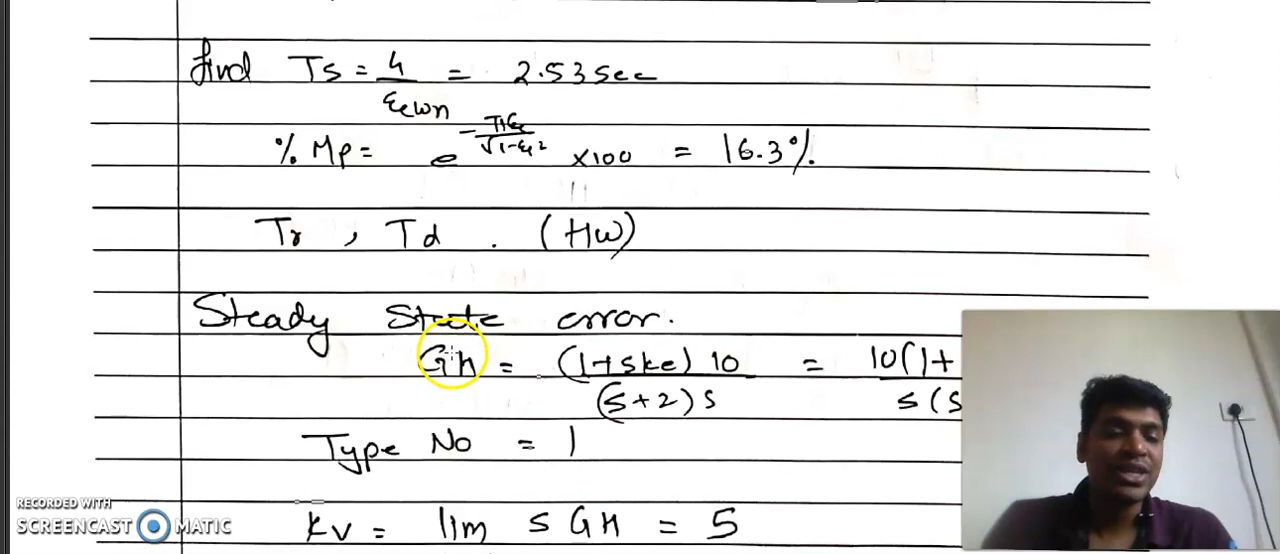 find Ts = 4/ξωn = 2.53 sec
% Mp = e^(-πξ/√1-ξ²) ×100 = 16.3%.
Tr , Td . (HW)
Steady State error.
GH = (1+ske) 10/(s+2) s = 10(1+/s(s
Type No = 1
RECORDED WITH
SCREENCAST MATIC
Kv = lim s GH = 5